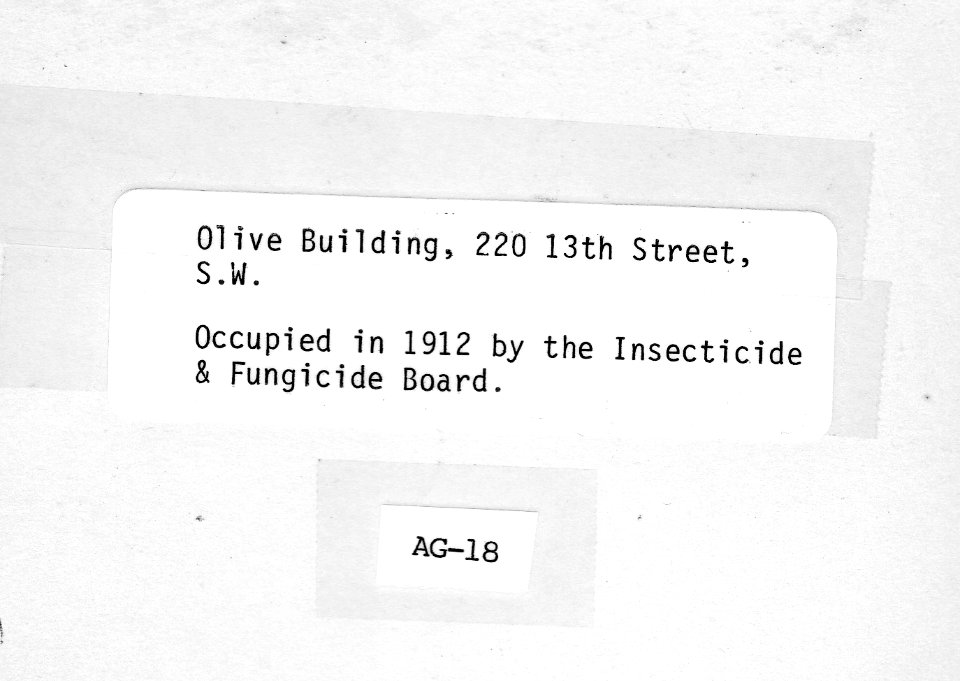 Olive Building, 220 13th Street,
S.W.
Occupied in 1912 by the Insecticide
& Fungicide Board.
AG-18